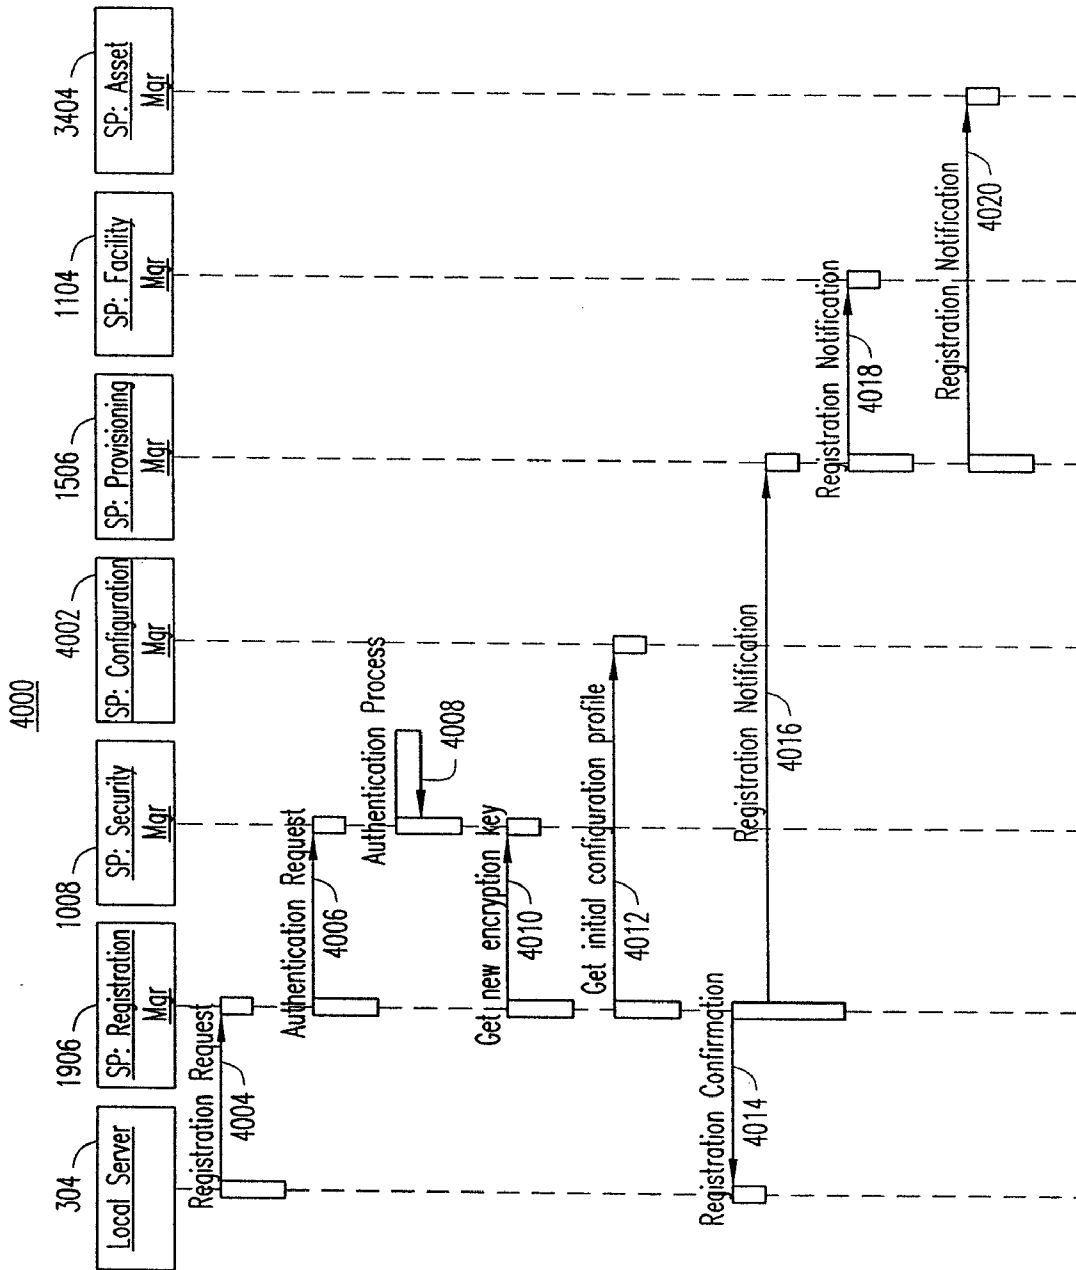 4000
304
Local Server
1906
SP: Registration
Mgr
1008
SP: Security
Mgr
4002
SP: Configuration
Mgr
1506
SP: Provisioning
Mgr
1104
SP: Facility
Mgr
3404
SP: Asset
Mgr
Registration Request
4004
Authentication Request
4006
Authentication Process
4008
Get new encryption key
4010
Get initial configuration profile
4012
Registration Confirmation
4014
Registration Notification
4016
Registration Notification
4018
Registration Notification
4020